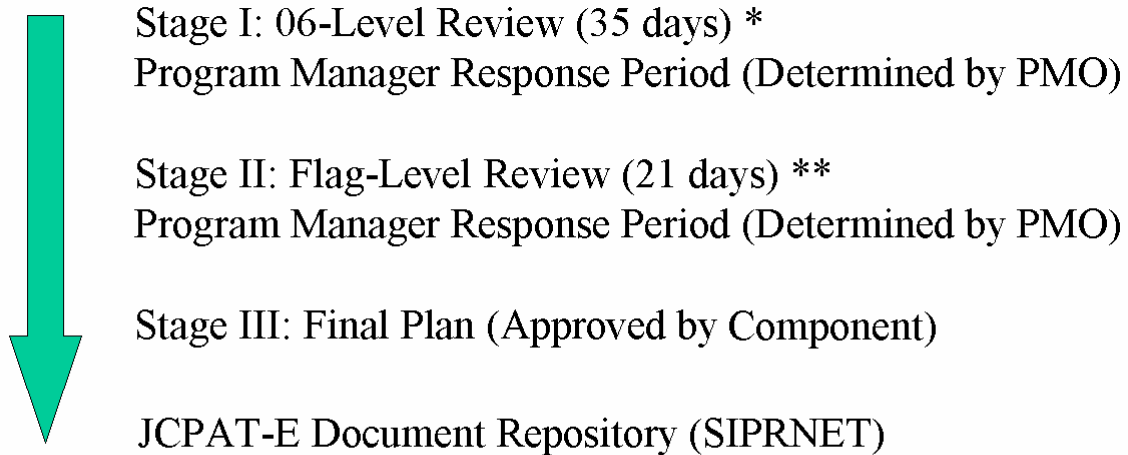 Stage I: 06-Level Review (35 days) *
Program Manager Response Period (Determined by PMO)
Stage II: Flag-Level Review (21 days) **
Program Manager Response Period (Determined by PMO)
Stage III: Final Plan (Approved by Component)
JCPAT-E Document Repository (SIPRNET)